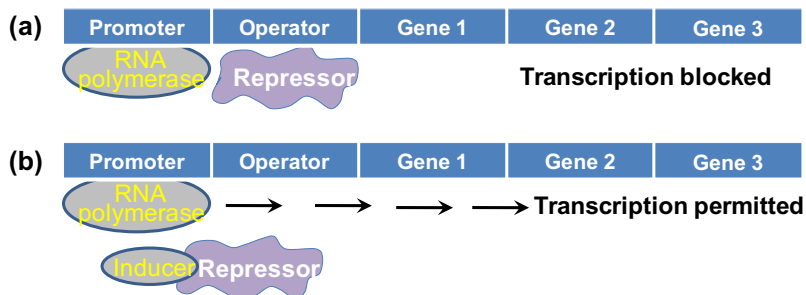 (a) Promoter Operator Gene 1 Gene 2 Gene 3
RNA
polymerase Repressor Transcription blocked
(b) Promoter Operator Gene 1 Gene 2 Gene 3
RNA
polymerase Transcription permitted
Inducer Repressor